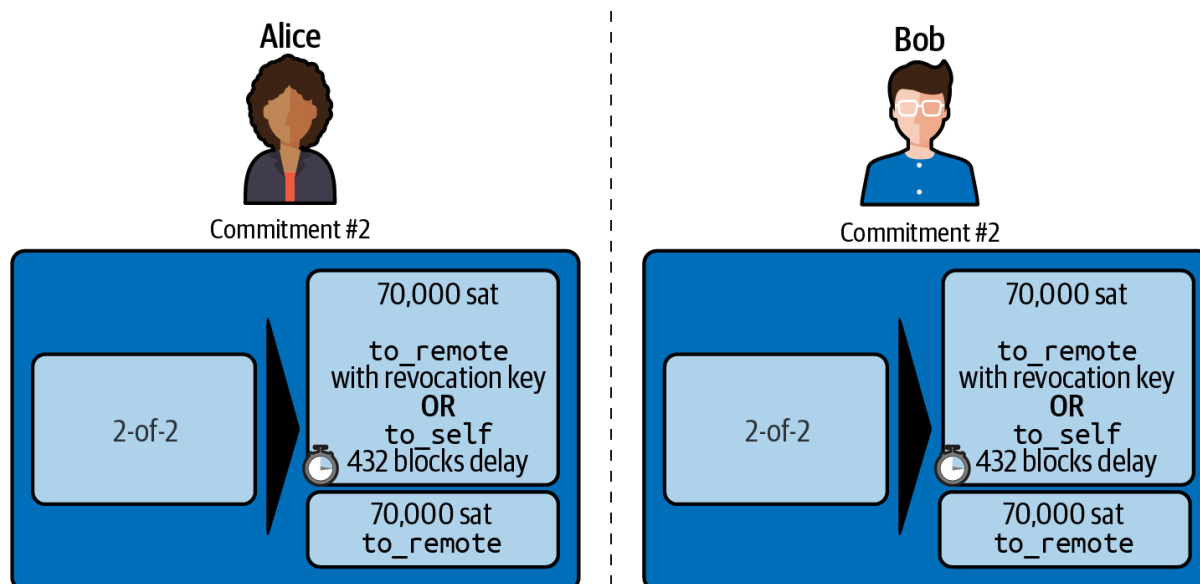 Alice
Bob
Commitment #2
Commitment #2
2-of-2
70,000 sat
to_remote
with revocation key
OR
to_self
432 blocks delay
70,000 sat
to_remote
2-of-2
70,000 sat
to_remote
with revocation key
OR
to_self
432 blocks delay
70,000 sat
to_remote